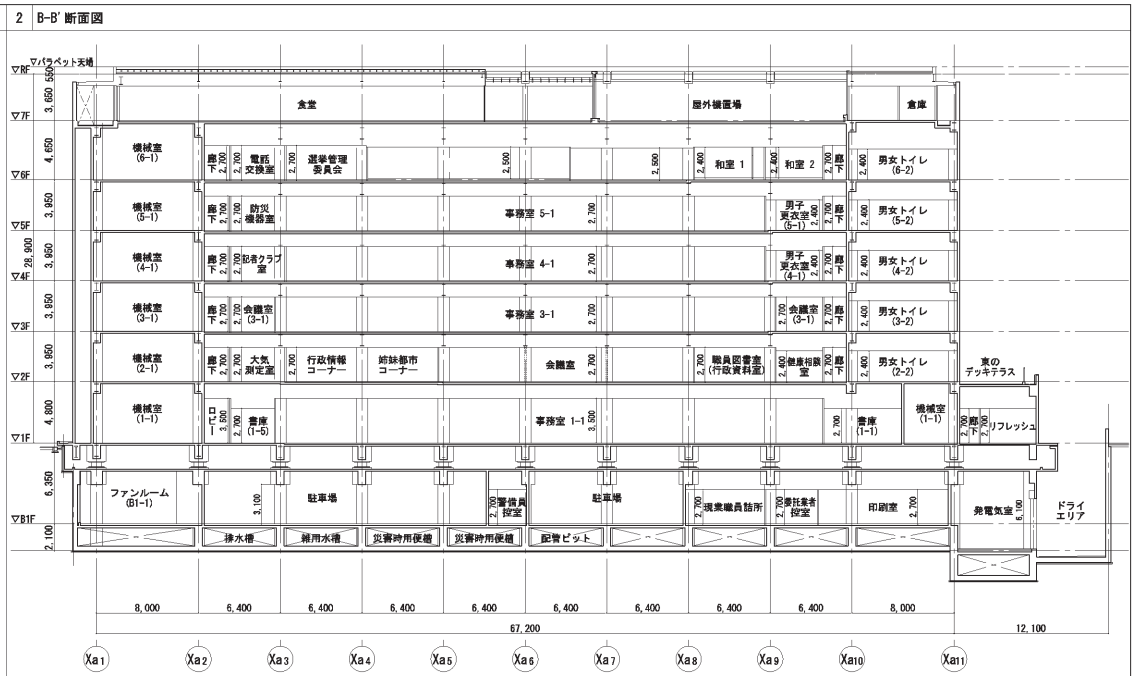 2 B-B' 断面図
▽パラペット天場
▽RF
550
3,650
食堂
屋外機置場
倉庫
▽7F
4,650
機械室
(6-1)
廊下
2,700
2,700
電話
交換室
2,700
選挙管理
委員会
2,500
2,500
2,400
和室 1
2,400
和室 2
2,700
廊下
2,400
男女トイレ
(6-2)
▽6F
3,950
機械室
(5-1)
廊下
2,700
2,700
防災
機器室
事務室 5-1
2,700
男子
更衣室
(5-1)
2,400
2,700
廊下
2,400
男女トイレ
(5-2)
▽5F
28,900
3,950
機械室
(4-1)
廊下
2,700
2,700
記者クラブ
室
事務室 4-1
2,700
男子
更衣室
(4-1)
2,400
2,700
廊下
2,400
男女トイレ
(4-2)
▽4F
3,950
機械室
(3-1)
廊下
2,700
2,700
会議室
(3-1)
事務室 3-1
2,700
2,700
会議室
(3-1)
2,700
廊下
2,400
男女トイレ
(3-2)
▽3F
3,950
機械室
(2-1)
廊下
2,700
2,700
大気
測定室
2,700
行政情報
コーナー
姉妹都市
コーナー
会議室
2,700
2,700
職員図書室
(行政資料室)
2,400
健康相談
室
2,700
廊下
2,400
男女トイレ
(2-2)
東の
デッキテラス
▽2F
4,800
機械室
(1-1)
ロビー
3,500
2,700
書庫
(1-5)
事務室 1-1
3,500
2,700
書庫
(1-1)
機械室
(1-1)
2,700
廊下
2,700
リフレッシュ
▽1F
6,350
ファンルーム
(B1-1)
3,100
駐車場
2,700
警備員
控室
駐車場
2,700
現業職員詰所
2,700
委託業者
控室
印刷室
2,700
発電気室
6,100
ドライ
エリア
▽B1F
2,100
排水槽
雑用水槽
災害時用便槽
災害時用便槽
配管ピット
8,000 6,400 6,400 6,400 6,400 6,400 6,400 6,400 6,400 8,000
67,200 12,100
Xa1 Xa2 Xa3 Xa4 Xa5 Xa6 Xa7 Xa8 Xa9 Xa10 Xa11